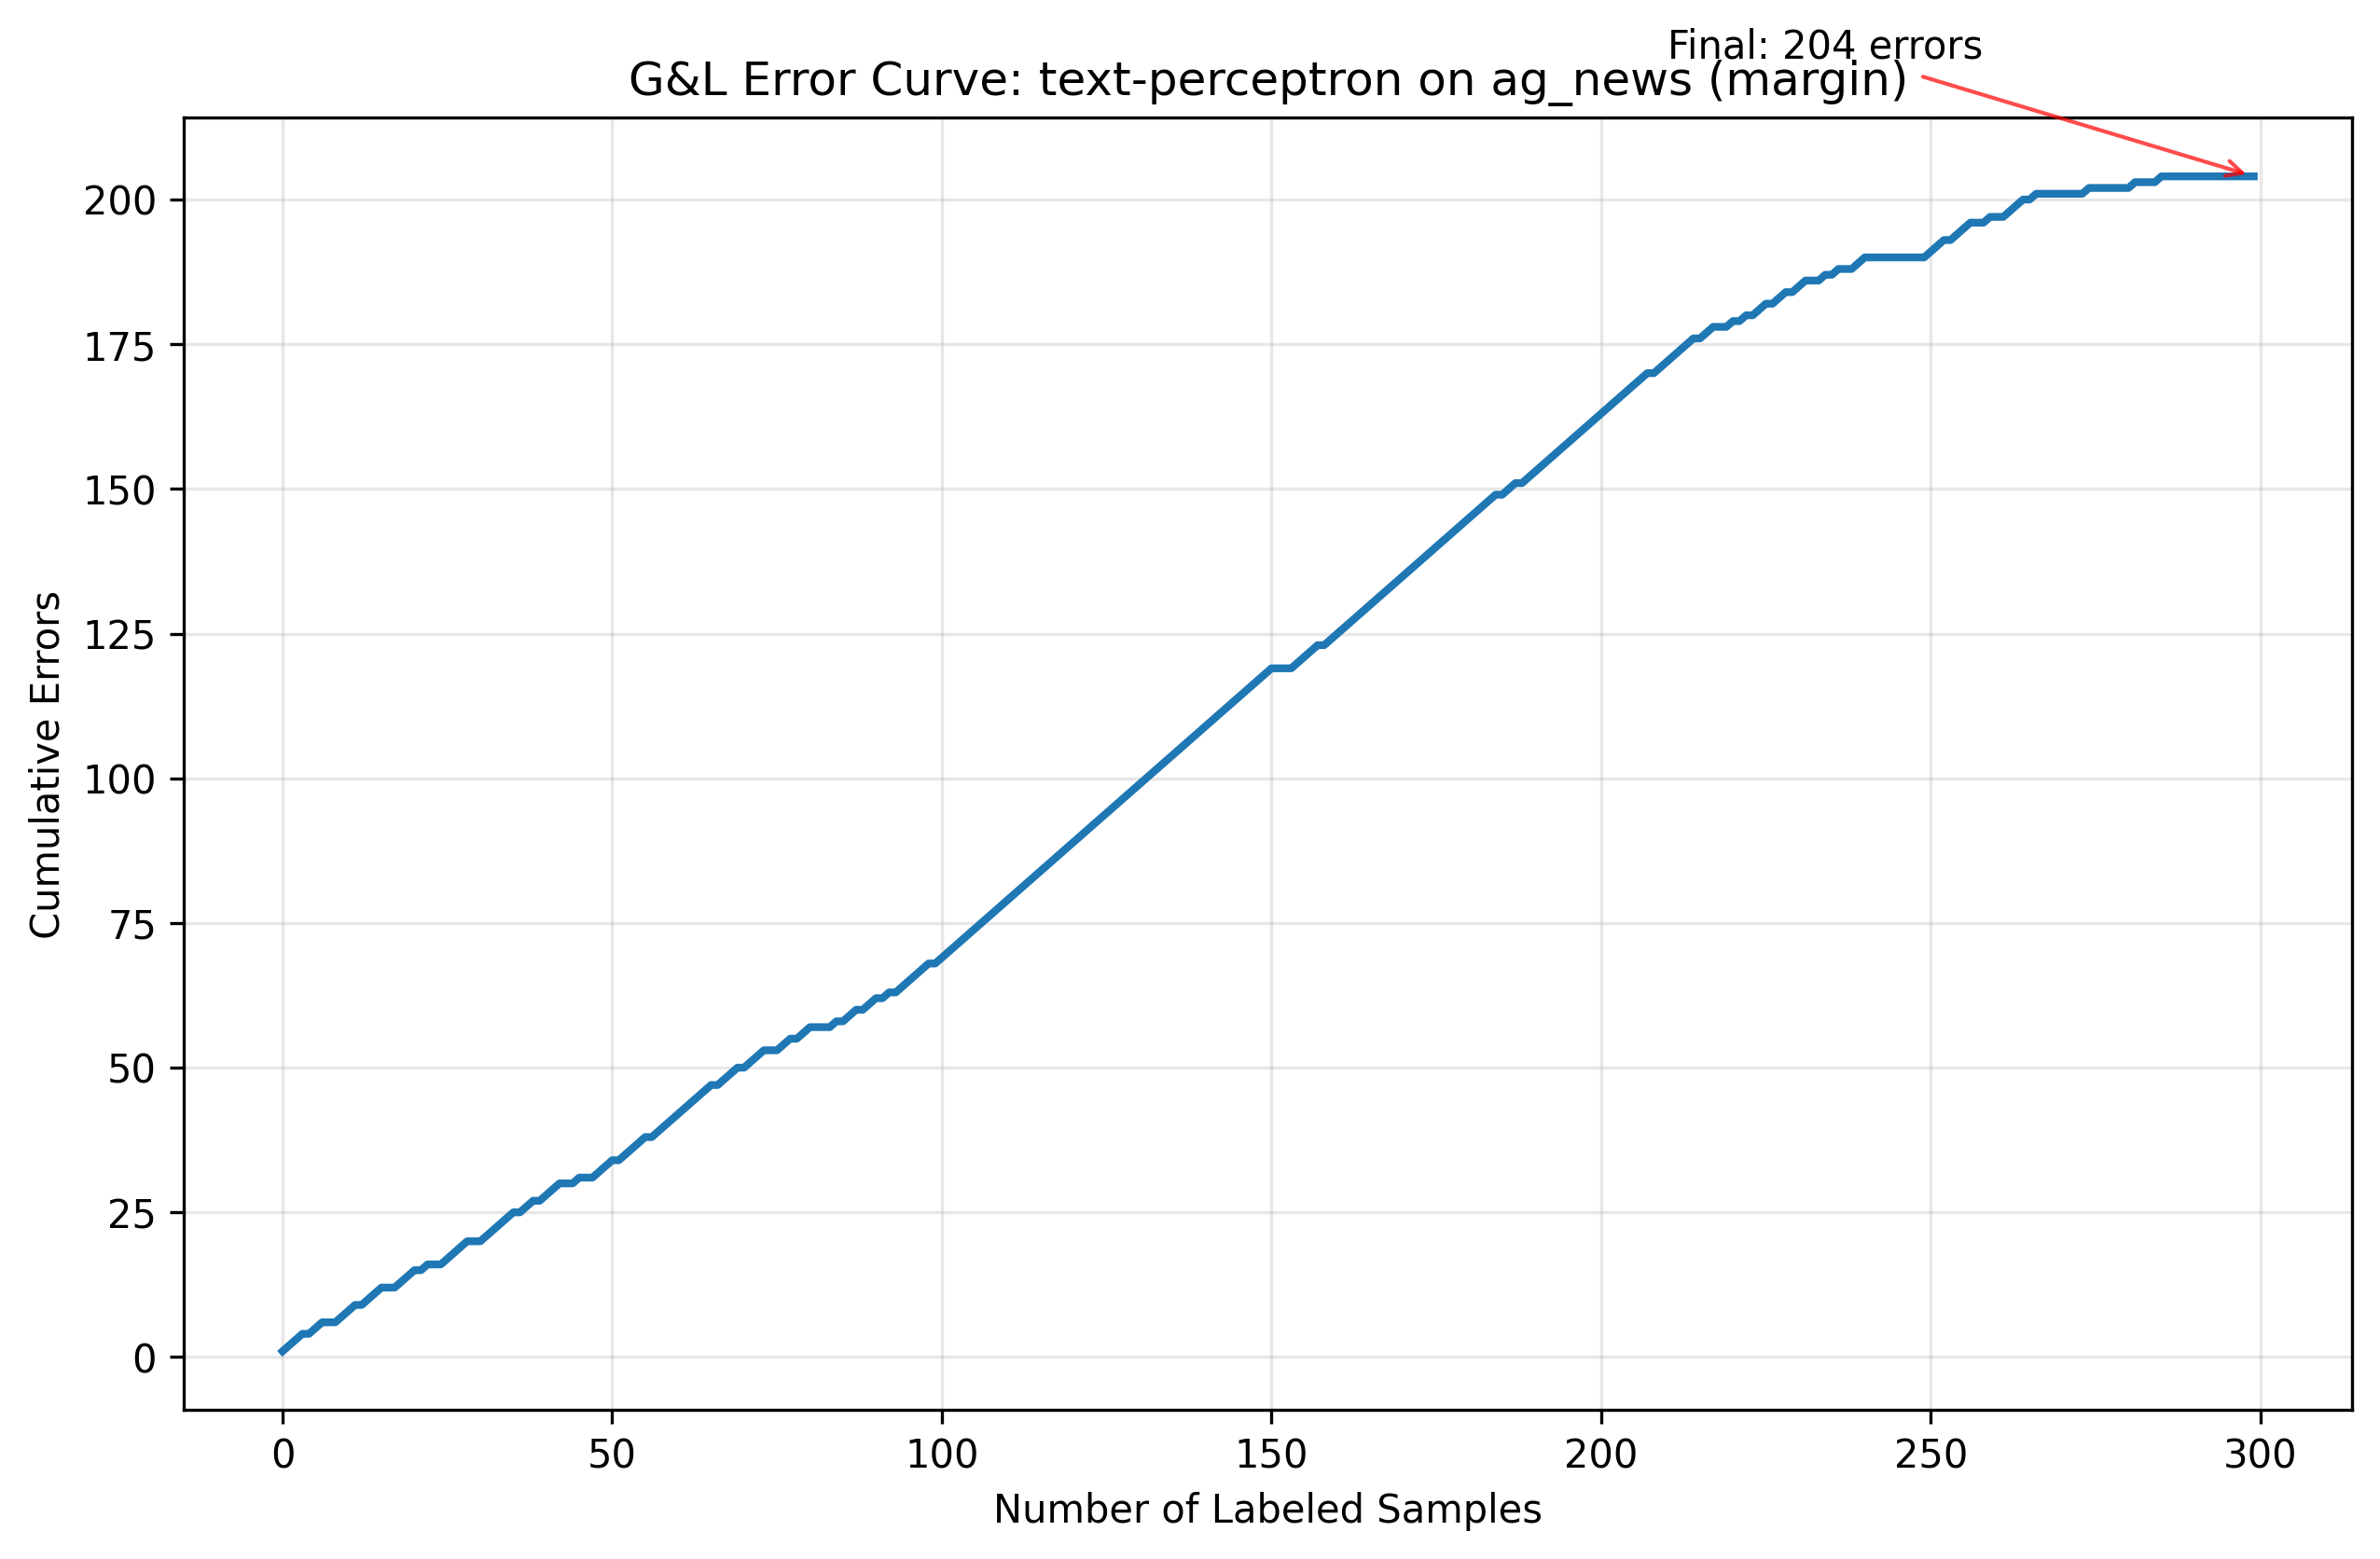 Final: 204 errors
G&L Error Curve: text-perceptron on ag_news (margin)
Cumulative Errors
200
175
150
125
100
75
50
25
0
0 50 100 150 200 250 300
Number of Labeled Samples